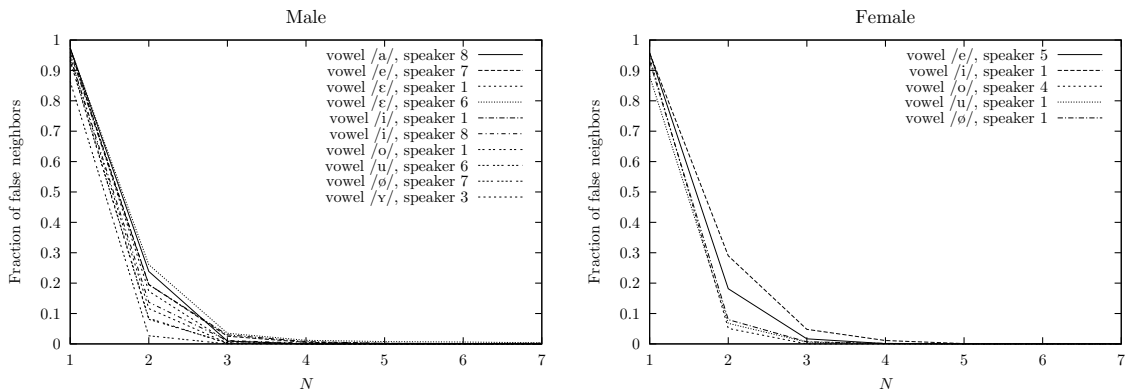 Male
Fraction of false neighbors
1
0.9
0.8
0.7
0.6
0.5
0.4
0.3
0.2
0.1
0
1 2 3 4 5 6 7
N
vowel /a/, speaker 8
vowel /e/, speaker 7
vowel /ɛ/, speaker 1
vowel /ɛ/, speaker 6
vowel /i/, speaker 1
vowel /i/, speaker 8
vowel /o/, speaker 1
vowel /u/, speaker 6
vowel /ø/, speaker 7
vowel /ʏ/, speaker 3
Female
Fraction of false neighbors
1
0.9
0.8
0.7
0.6
0.5
0.4
0.3
0.2
0.1
0
1 2 3 4 5 6 7
N
vowel /e/, speaker 5
vowel /i/, speaker 1
vowel /o/, speaker 4
vowel /u/, speaker 1
vowel /ø/, speaker 1